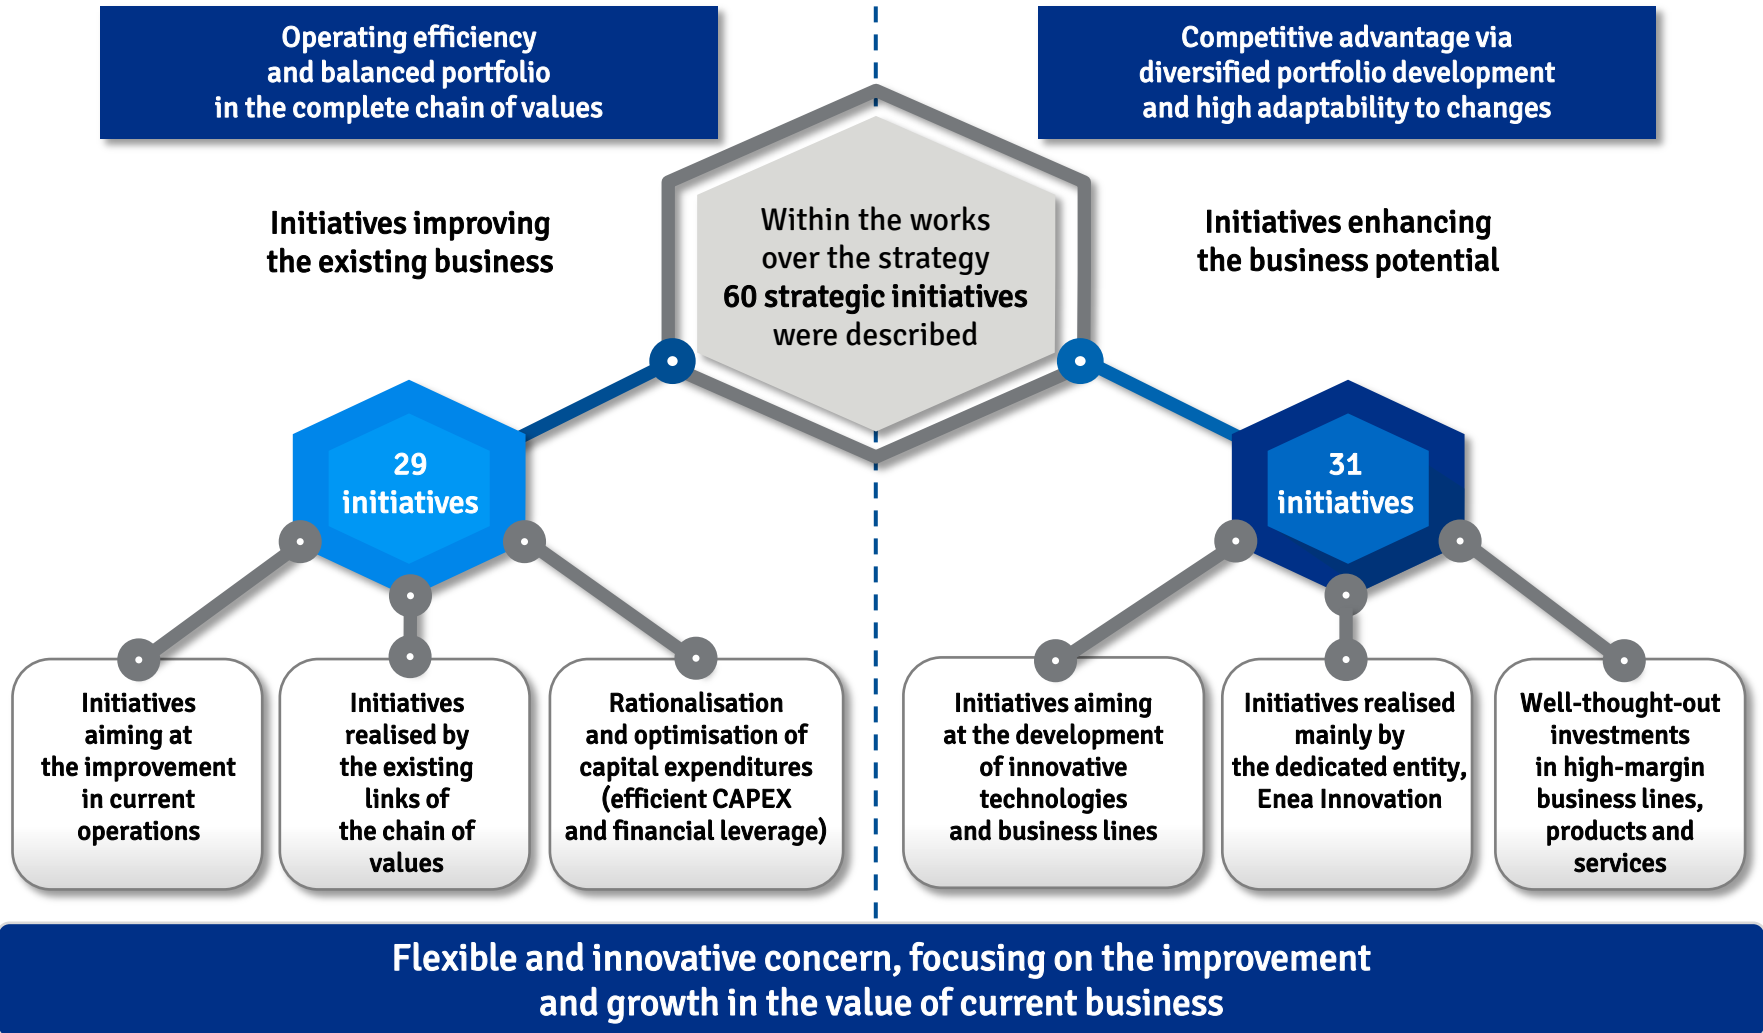 Operating efficiency
and balanced portfolio
in the complete chain of values
Competitive advantage via
diversified portfolio development
and high adaptability to changes
Initiatives improving
the existing business
Within the works
over the strategy
60 strategic initiatives
were described
Initiatives enhancing
the business potential
29
initiatives
31
initiatives
Initiatives
aiming at
the improvement
in current
operations
Initiatives
realised by
the existing
links of
the chain of
values
Rationalisation
and optimisation of
capital expenditures
(efficient CAPEX
and financial leverage)
Initiatives aiming
at the development
of innovative
technologies
and business lines
Initiatives realised
mainly by
the dedicated entity,
Enea Innovation
Well-thought-out
investments
in high-margin
business lines,
products and
services
Flexible and innovative concern, focusing on the improvement
and growth in the value of current business